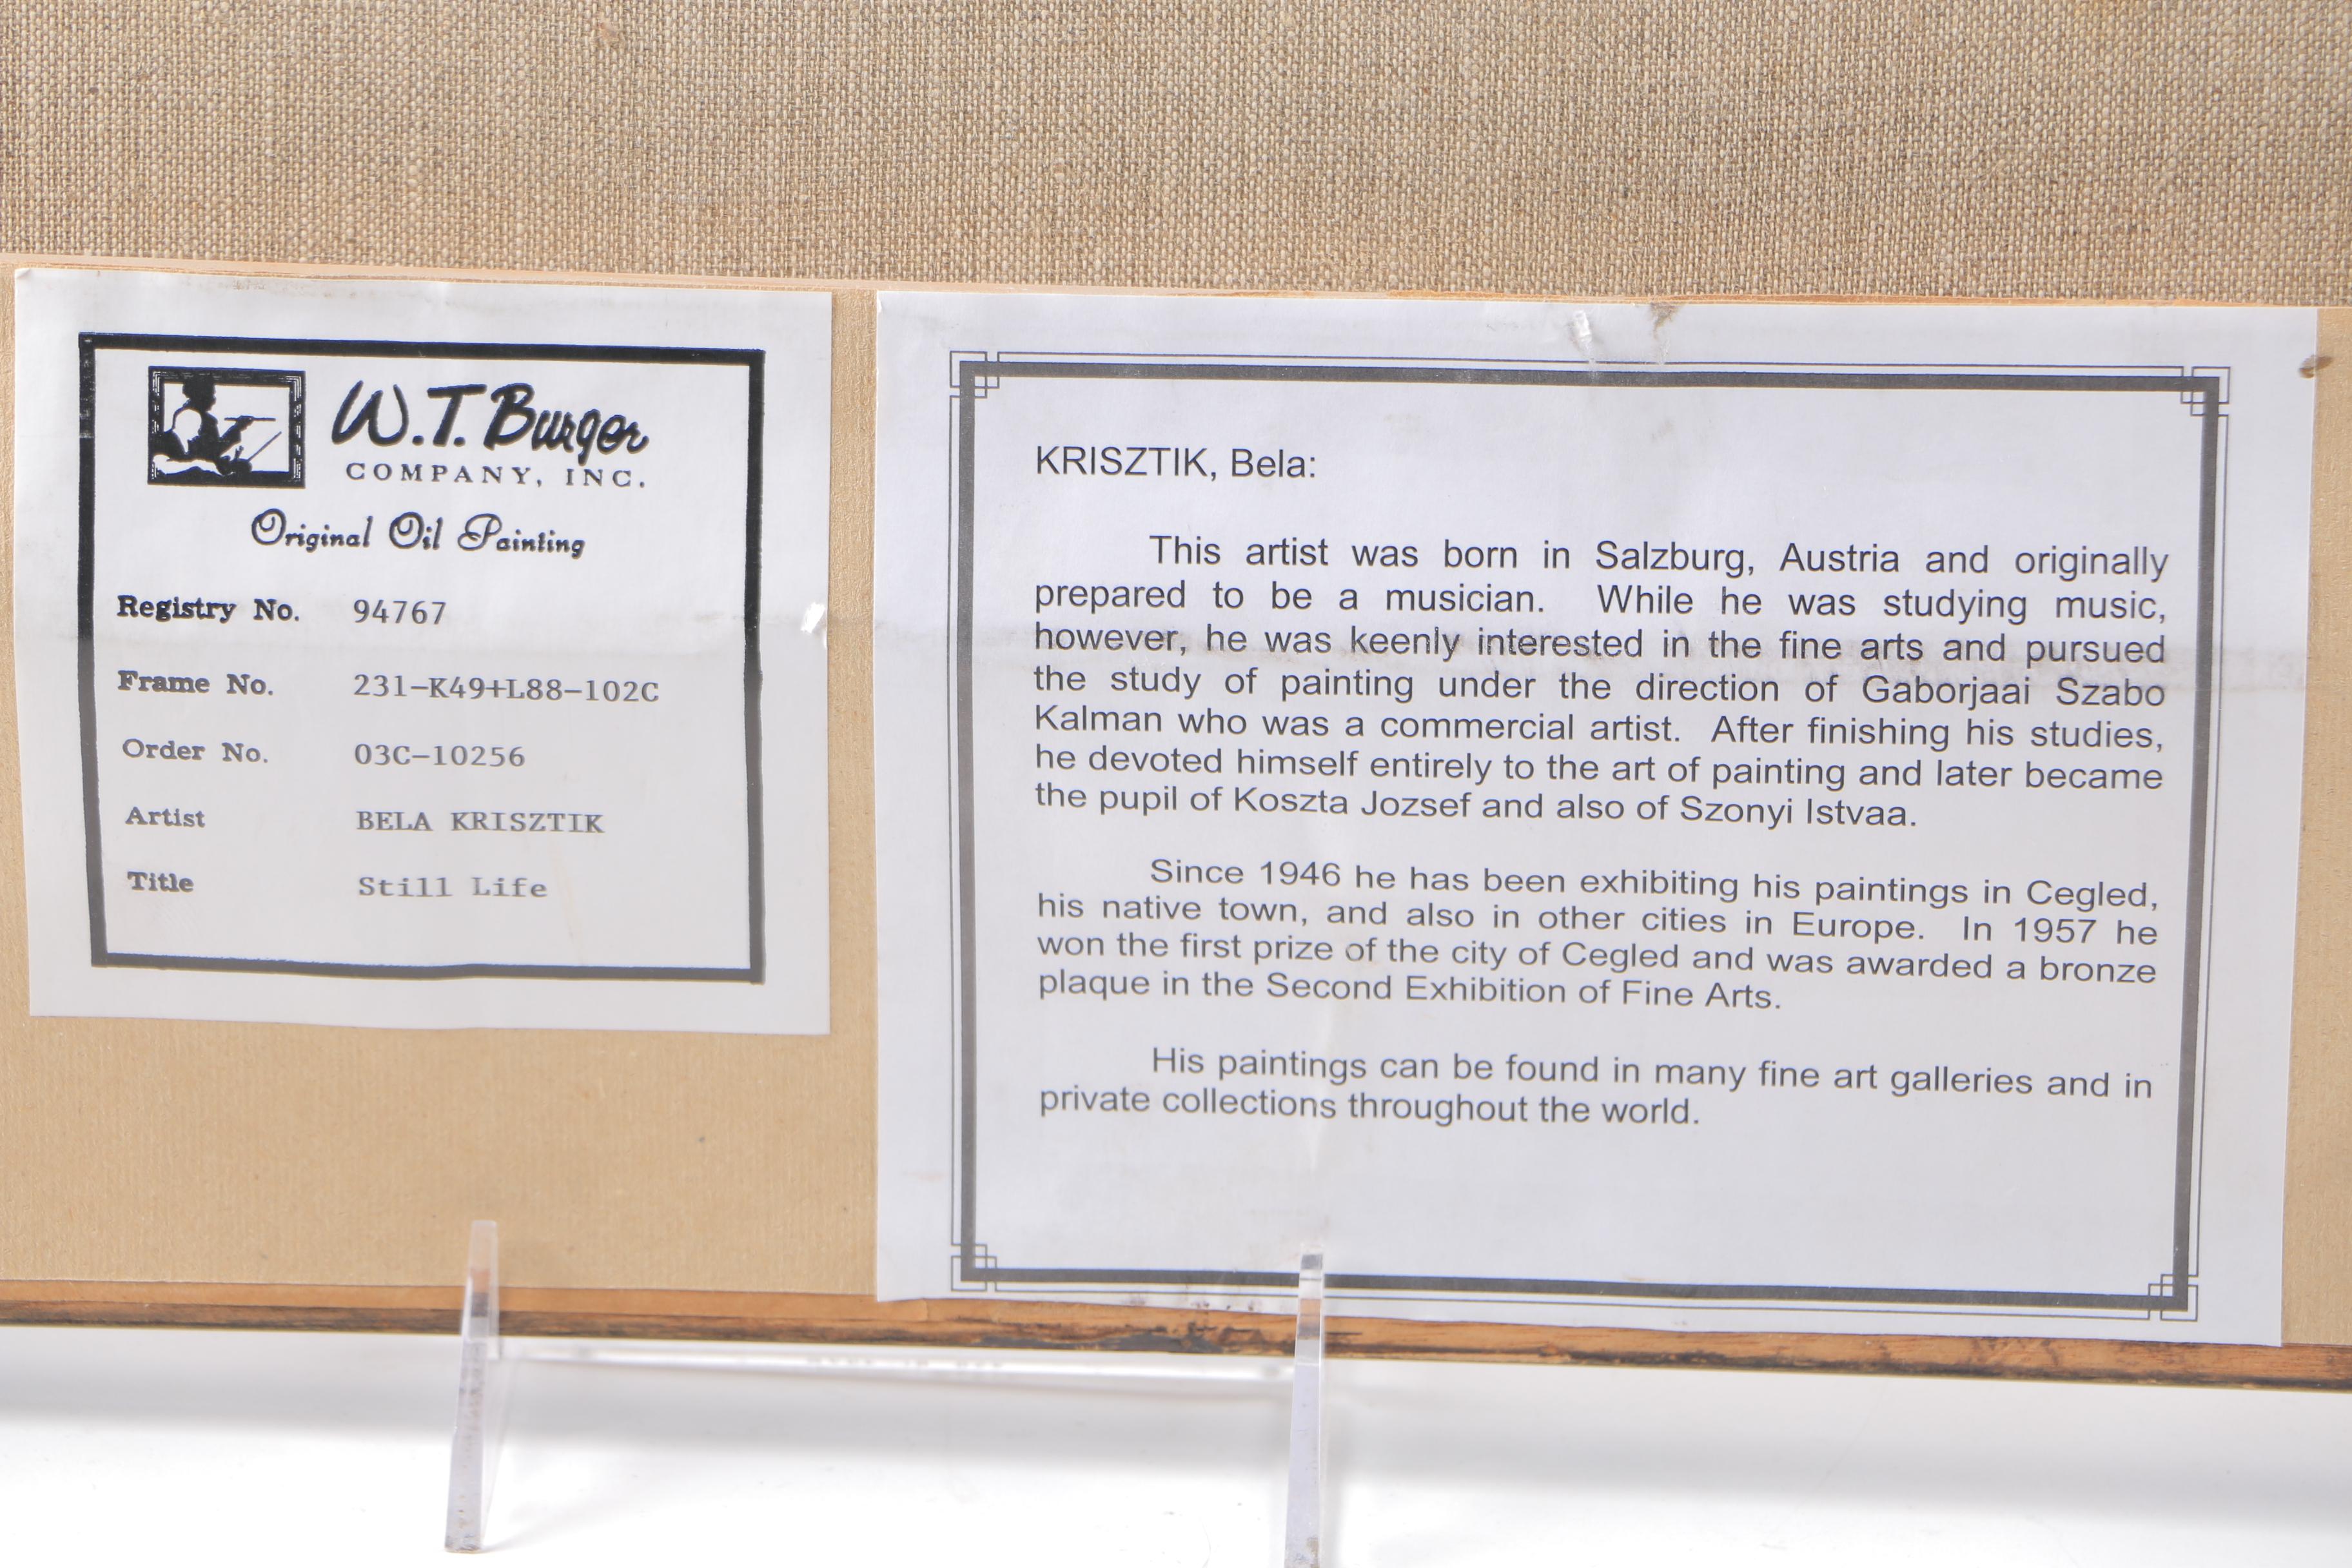 W.T. Burger
COMPANY, INC.
Original Oil Painting
Registry No. 94767
Frame No. 231-K49+L88-102C
Order No. 03C-10256
Artist BELA KRISZTIK
Title Still Life
KRISZTIK, Bela:
This artist was born in Salzburg, Austria and originally
prepared to be a musician. While he was studying music,
however, he was keenly interested in the fine arts and pursued
the study of painting under the direction of Gaborjaai Szabo
Kalman who was a commercial artist. After finishing his studies,
he devoted himself entirely to the art of painting and later became
the pupil of Koszta Jozsef and also of Szonyi Istvaa.
Since 1946 he has been exhibiting his paintings in Cegled,
his native town, and also in other cities in Europe. In 1957 he
won the first prize of the city of Cegled and was awarded a bronze
plaque in the Second Exhibition of Fine Arts.
His paintings can be found in many fine art galleries and in
private collections throughout the world.